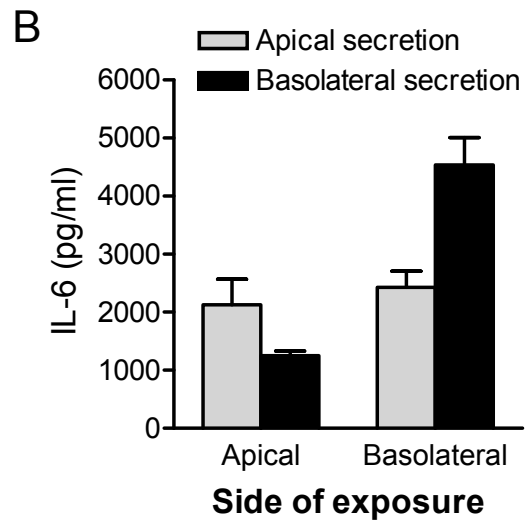 B
Apical secretion
Basolateral secretion
6000
5000
4000
3000
2000
1000
0
IL-6 (pg/ml)
Apical Basolateral
Side of exposure